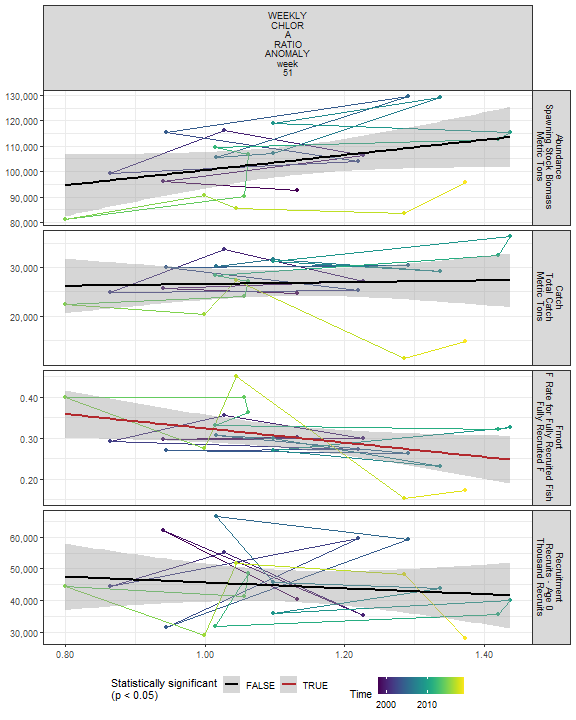 WEEKLY
CHLOR
A
RATIO
ANOMALY
week
51
130,000
120,000
110,000
100,000
90,000
80,000
Abundance
Spawning Stock Biomass
Metric Tons
30,000
20,000
Catch
Total Catch
Metric Tons
0.40
0.30
0.20
Fmort
F Rate for Fully Recruited Fish
Fully Recruited F
60,000
50,000
40,000
30,000
Recruitment
Recruits - Age 0
Thousand Recruits
0.80 1.00 1.20 1.40
Statistically significant
(p < 0.05)
FALSE TRUE
Time
2000 2010